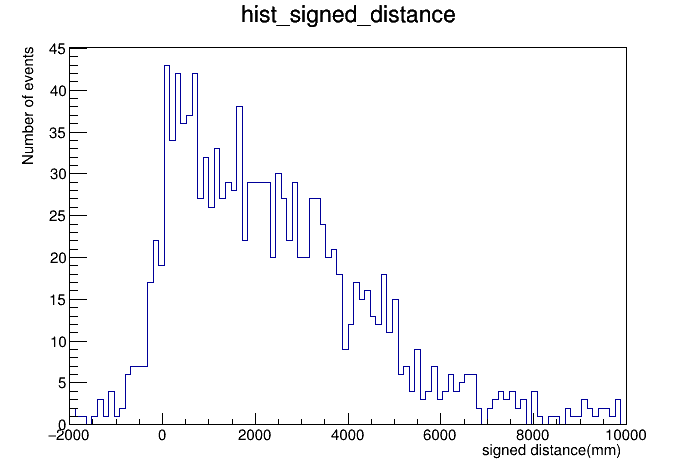 hist_signed_distance
Number of events
45
40
35
30
25
20
15
10
5
0
−2000 0 2000 4000 6000 8000 10000
signed distance(mm)